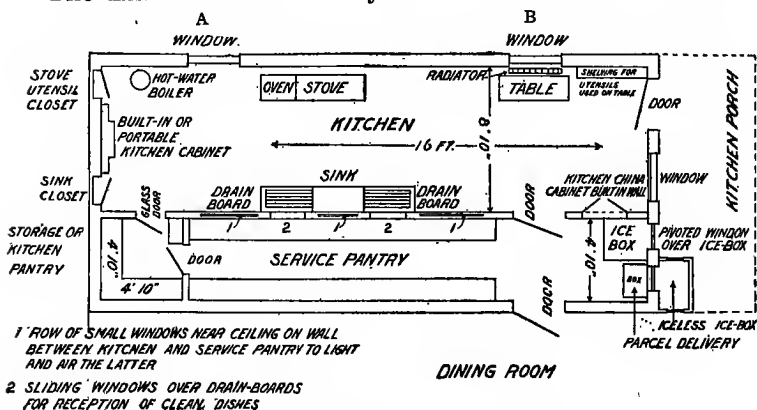 A
B
WINDOW.
WINDOW
STOVE
UTENSIL
CLOSET
HOT-WATER
BOILER
OVEN STOVE
RADIATOR
TABLE
SHELVING FOR
UTENSILS
USED ON TABLE
DOOR
KITCHEN PORCH
BUILT-IN OR
PORTABLE
KITCHEN CABINET
KITCHEN
16 FT.
8'10"
SINK
CLOSET
GLASS
DOOR
DRAIN
BOARD
SINK
DRAIN
BOARD
KITCHEN CHINA
CABINET BUILT IN WALL
WINDOW
DOOR
1 2 1 2 1
STORAGE OR
KITCHEN
PANTRY
4'10"
4' 10"
DOOR
SERVICE PANTRY
DOOR
4'10"
ICE
BOX
PIVOTED WINDOW
OVER ICE-BOX
BOX
ICELESS ICE-BOX
PARCEL DELIVERY
DINING ROOM
1 ROW OF SMALL WINDOWS NEAR CEILING ON WALL
BETWEEN KITCHEN AND SERVICE PANTRY TO LIGHT
AND AIR THE LATTER
2 SLIDING WINDOWS OVER DRAIN-BOARDS
FOR RECEPTION OF CLEAN, DISHES